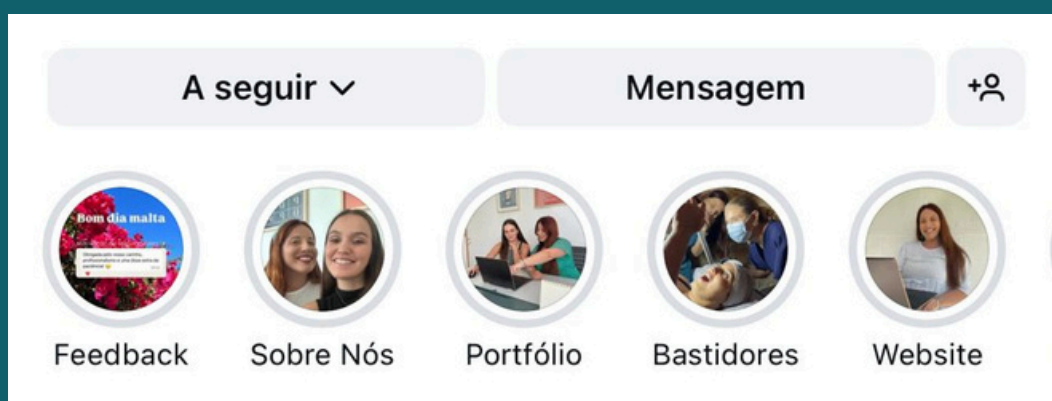 A seguir
Mensagem
Bom dia malta
Feedback
Sobre Nós
Portfólio
Bastidores
Website